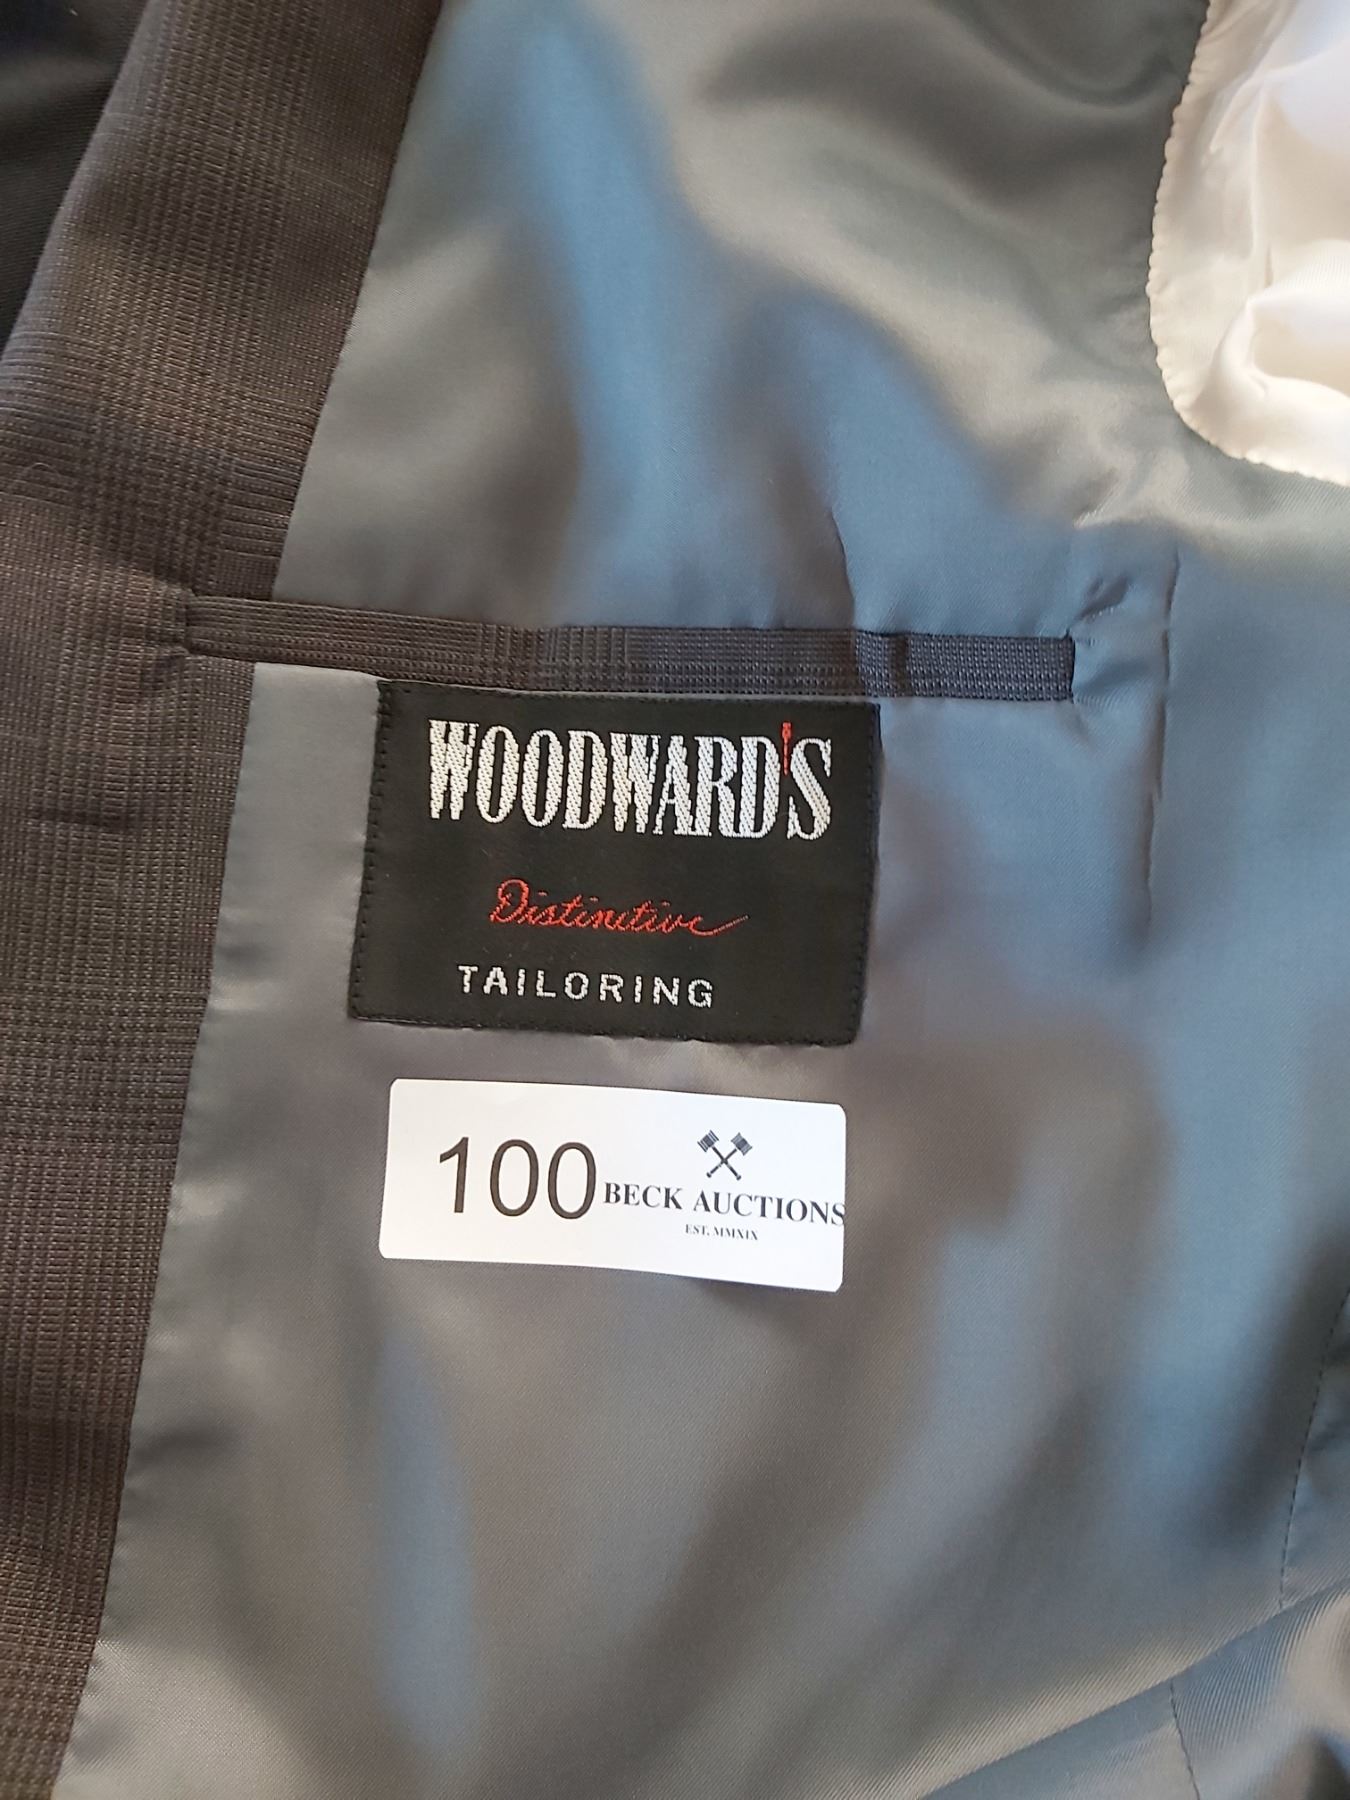 WOODWARD'S
Distinctive
TAILORING
100
BECK AUCTIONS
EST. MMXIX